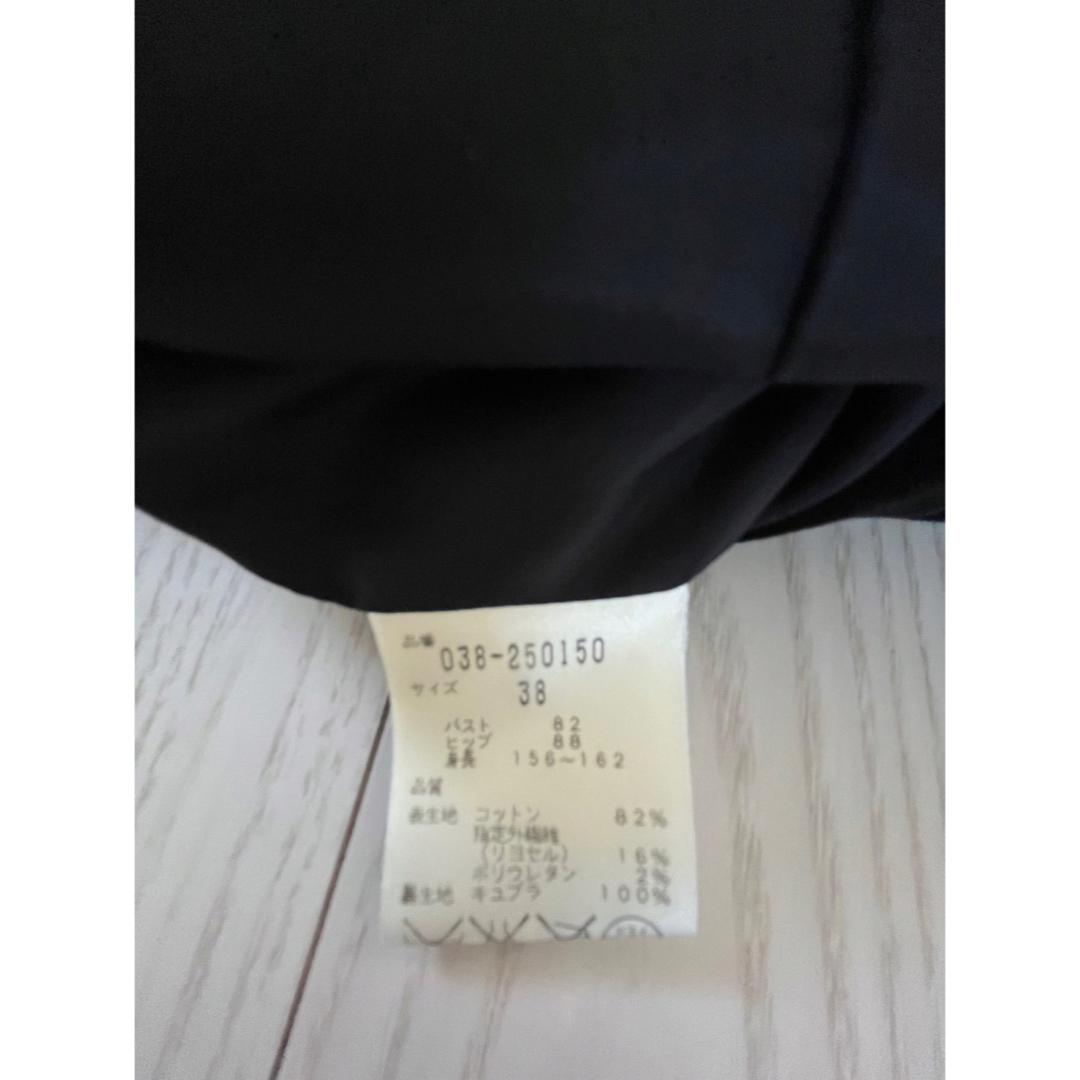 品番 038-250150
サイズ 38
バスト 82
ヒップ 88
身長 156〜162
品質
表生地 コットン 82%
指定外繊維
(リヨセル) 16%
ポリウレタン 2%
裏生地 キュプラ 100%